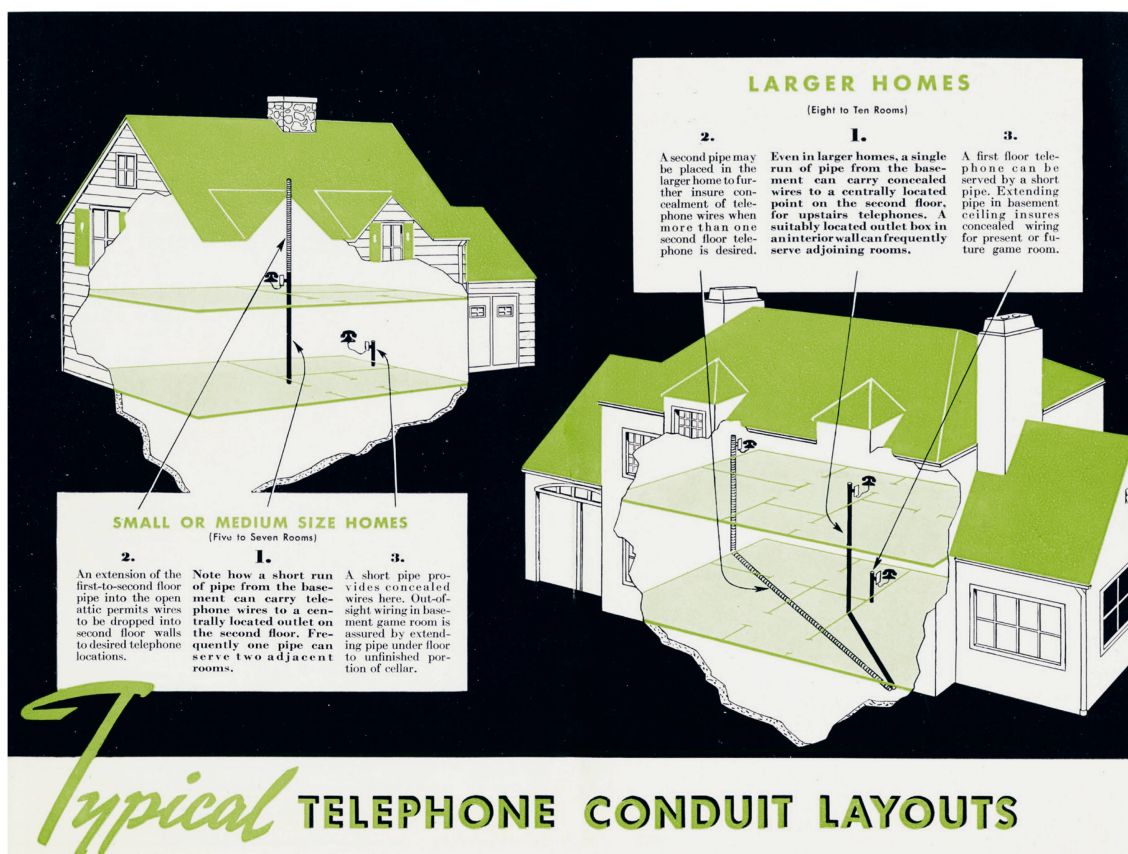 LARGER HOMES
(Eight to Ten Rooms)
2.
A second pipe may
be placed in the
larger home to fur-
ther insure con-
cealment of tele-
phone wires when
more than one
second floor tele-
phone is desired.
1.
Even in larger homes, a single
run of pipe from the base-
ment can carry concealed
wires to a centrally located
point on the second floor,
for upstairs telephones. A
suitably located outlet box in
an interior wall can frequently
serve adjoining rooms.
3.
A first floor tele-
phone can be
served by a short
pipe. Extending
pipe in basement
ceiling insures
concealed wiring
for present or fu-
ture game room.
SMALL OR MEDIUM SIZE HOMES
(Five to Seven Rooms)
2.
An extension of the
first-to-second floor
pipe into the open
attic permits wires
to be dropped into
second floor walls
to desired telephone
locations.
1.
Note how a short run
of pipe from the base-
ment can carry tele-
phone wires to a cen-
trally located outlet on
the second floor. Fre-
quently one pipe can
serve two adjacent
rooms.
3.
A short pipe pro-
vides concealed
wires here. Out-of-
sight wiring in base-
ment game room is
assured by extend-
ing pipe under floor
to unfinished por-
tion of cellar.
Typical TELEPHONE CONDUIT LAYOUTS